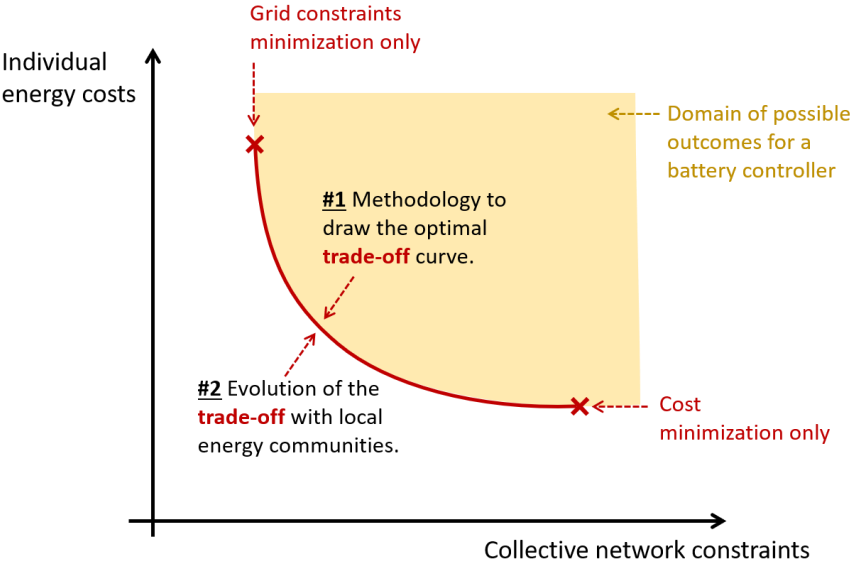 Grid constraints
minimization only
Individual
energy costs
Domain of possible
outcomes for a
battery controller
#1 Methodology to
draw the optimal
trade-off curve.
#2 Evolution of the
trade-off with local
energy communities.
Cost
minimization only
Collective network constraints